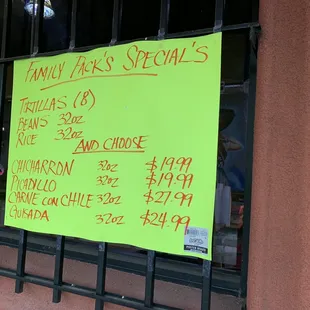 FAMILY PACK'S SPECIAL'S
TORTILLAS (8)
BEANS 32oz
RICE 32oz
AND CHOOSE
CHICHARRON 32oz $19.99
PICADILLO 32oz $19.99
CARNE CON CHILE 32oz $27.99
GUISADA 32oz $24.99